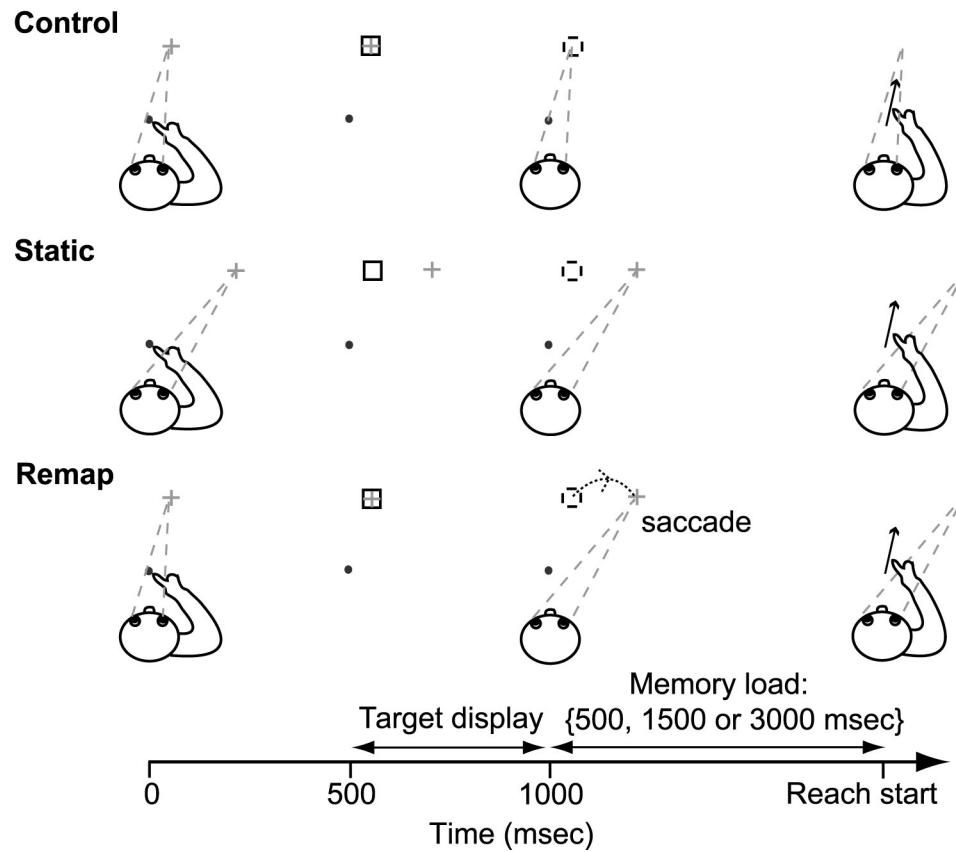 Control
Static
Remap
saccade
Memory load:
Target display
{500, 1500 or 3000 msec}
0
500
1000
Reach start
Time (msec)